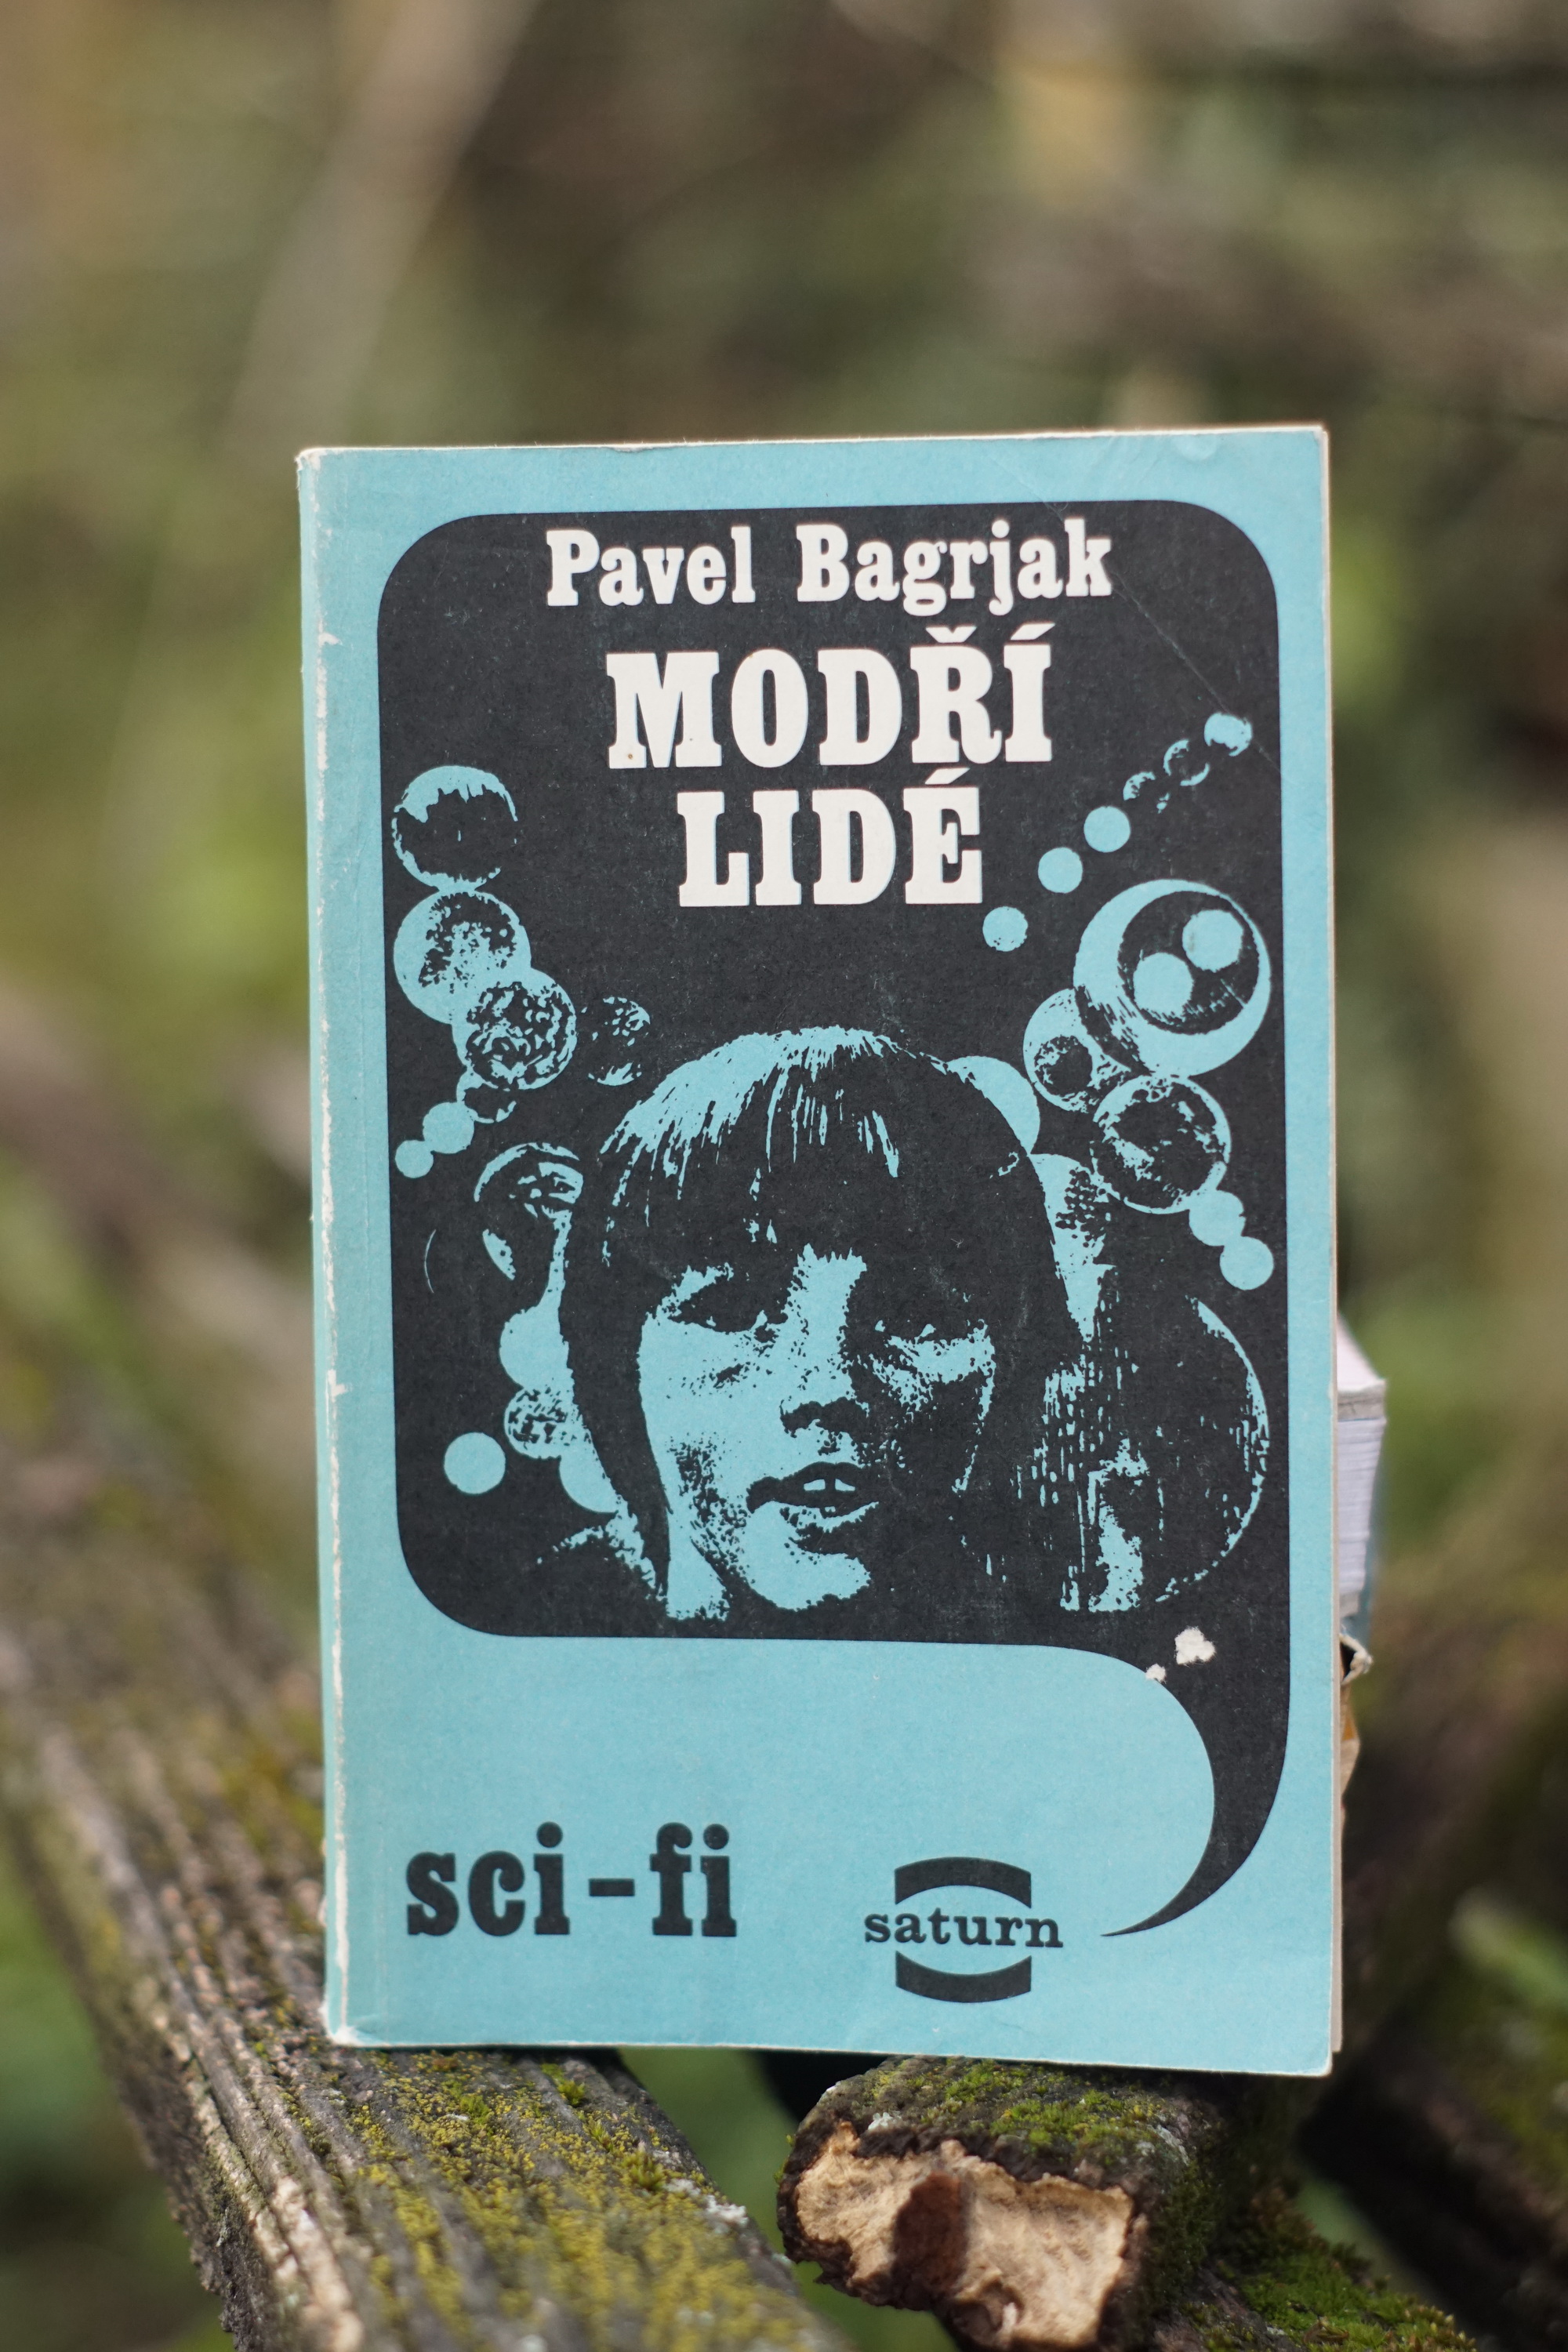 Pavel Bagrjak
MODŘÍ
LIDÉ
sci-fi
saturn